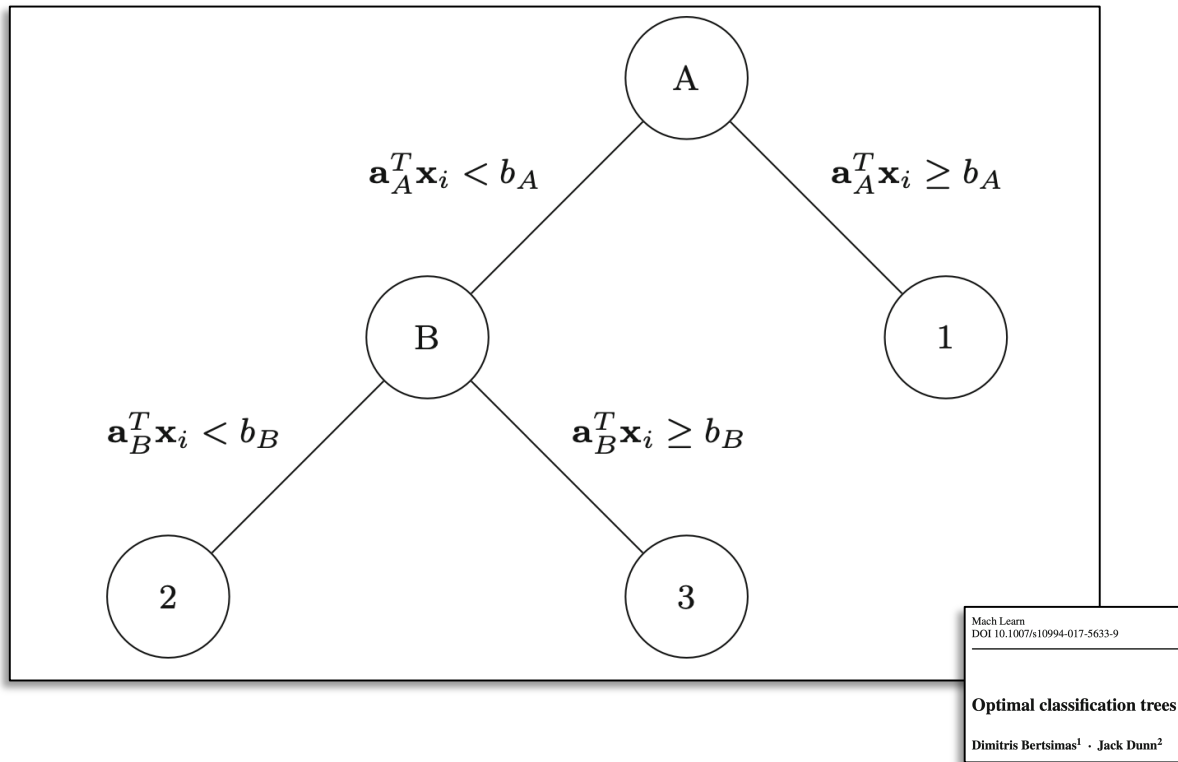 A
𝐚_A^T 𝐱_i < b_A
𝐚_A^T 𝐱_i ≥ b_A
B
1
𝐚_B^T 𝐱_i < b_B
𝐚_B^T 𝐱_i ≥ b_B
2
3
Mach Learn
DOI 10.1007/s10994-017-5633-9
Optimal classification trees
Dimitris Bertsimas¹ · Jack Dunn²